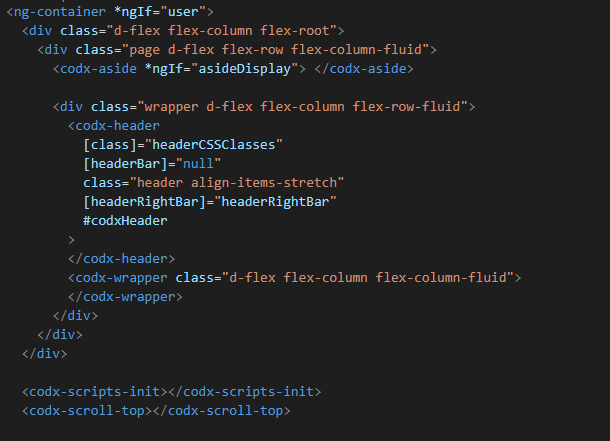 <ng-container *ngIf="user">
<div class="d-flex flex-column flex-root">
<div class="page d-flex flex-row flex-column-fluid">
<codx-aside *ngIf="asideDisplay"> </codx-aside>
<div class="wrapper d-flex flex-column flex-row-fluid">
<codx-header
[class]="headerCSSClasses"
[headerBar]="null"
class="header align-items-stretch"
[headerRightBar]="headerRightBar"
#codxHeader
>
</codx-header>
<codx-wrapper class="d-flex flex-column flex-column-fluid">
</codx-wrapper>
</div>
</div>
</div>
<codx-scripts-init></codx-scripts-init>
<codx-scroll-top></codx-scroll-top>